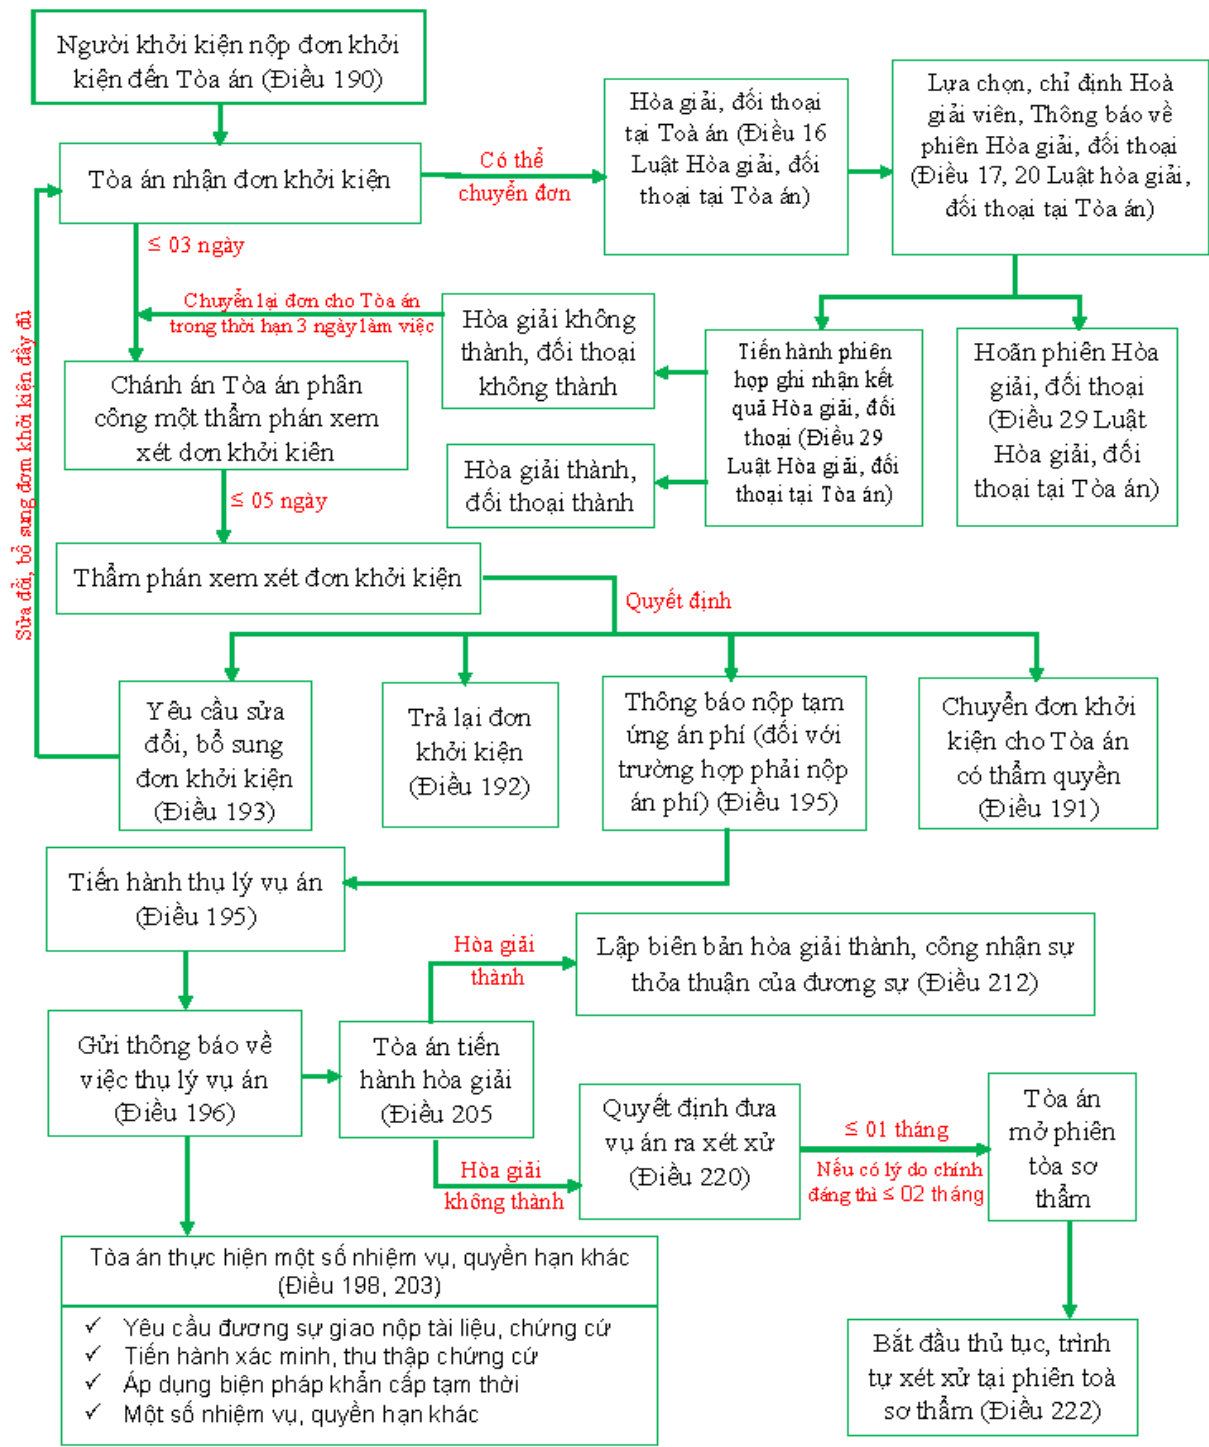 Người khởi kiện nộp đơn khởi
kiện đến Tòa án (Điều 190)
Tòa án nhận đơn khởi kiện
Có thể
chuyển đơn
Hòa giải, đối thoại
tại Toà án (Điều 16
Luật Hòa giải, đối
thoại tại Tòa án)
Lựa chọn, chỉ định Hoà
giải viên, Thông báo về
phiên Hòa giải, đối thoại
(Điều 17, 20 Luật hòa giải,
đối thoại tại Tòa án)
≤ 03 ngày
Chuyển lại đơn cho Tòa án
trong thời hạn 3 ngày làm việc
Hòa giải không
thành, đối thoại
không thành
Tiến hành phiên
họp ghi nhận kết
quả Hòa giải, đối
thoại (Điều 29
Luật Hòa giải, đối
thoại tại Tòa án)
Hoãn phiên Hòa
giải, đối thoại
(Điều 29 Luật
Hòa giải, đối
thoại tại Tòa án)
Chánh án Tòa án phân
công một thẩm phán xem
xét đơn khởi kiên
Hòa giải thành,
đối thoại thành
≤ 05 ngày
Sửa đổi, bổ sung đơm khởi kiện đầy đủ
Thẩm phán xem xét đơn khởi kiện
Quyết định
Yêu cầu sửa
đổi, bổ sung
đơn khởi kiện
(Điều 193)
Trả lại đơn
khởi kiện
(Điều 192)
Thông báo nộp tạm
ứng án phí (đối với
trường hợp phải nộp
án phí) (Điều 195)
Chuyển đơn khởi
kiện cho Tòa án
có thẩm quyền
(Điều 191)
Tiến hành thụ lý vụ án
(Điều 195)
Hòa giải
thành
Lập biên bản hòa giải thành, công nhận sự
thỏa thuận của đương sự (Điều 212)
Gửi thông báo về
việc thụ lý vụ án
(Điều 196)
Tòa án tiến
hành hòa giải
(Điều 205
Hòa giải
không thành
Quyết định đưa
vụ án ra xét xử
(Điều 220)
≤ 01 tháng
Nếu có lý do chính
đáng thì ≤ 02 tháng
Tòa án
mở phiên
tòa sơ
thẩm
Tòa án thực hiện một số nhiệm vụ, quyền hạn khác
(Điều 198, 203)
✓ Yêu cầu đương sự giao nộp tài liệu, chứng cứ
✓ Tiến hành xác minh, thu thập chứng cứ
✓ Áp dụng biện pháp khẩn cấp tạm thời
✓ Một số nhiệm vụ, quyền hạn khác
Bắt đầu thủ tục, trình
tự xét xử tại phiên toà
sơ thẩm (Điều 222)